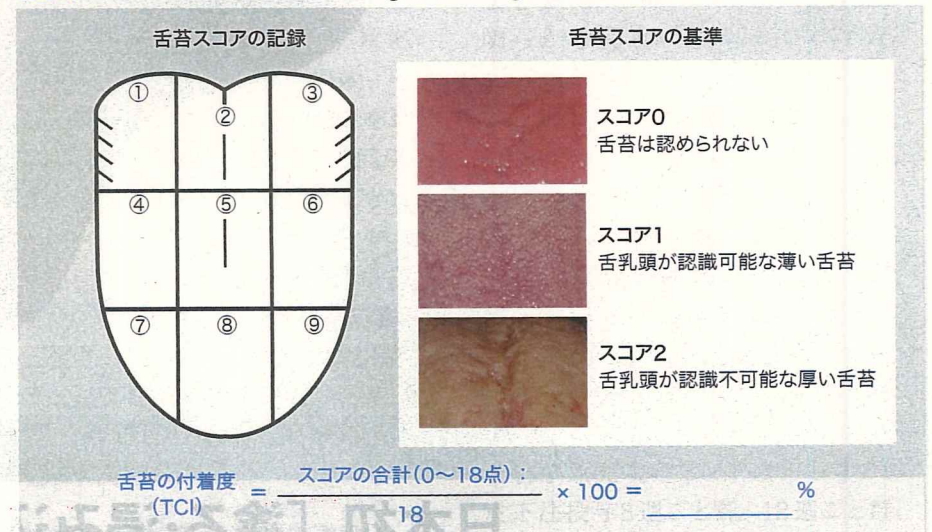 舌苔スコアの記録
舌苔スコアの基準
①
②
③
④
⑤
⑥
⑦
⑧
⑨
スコア0
舌苔は認められない
スコア1
舌乳頭が認識可能な薄い舌苔
スコア2
舌乳頭が認識不可能な厚い舌苔
舌苔の付着度
(TCI)
=
スコアの合計(0〜18点):
18
× 100 = %